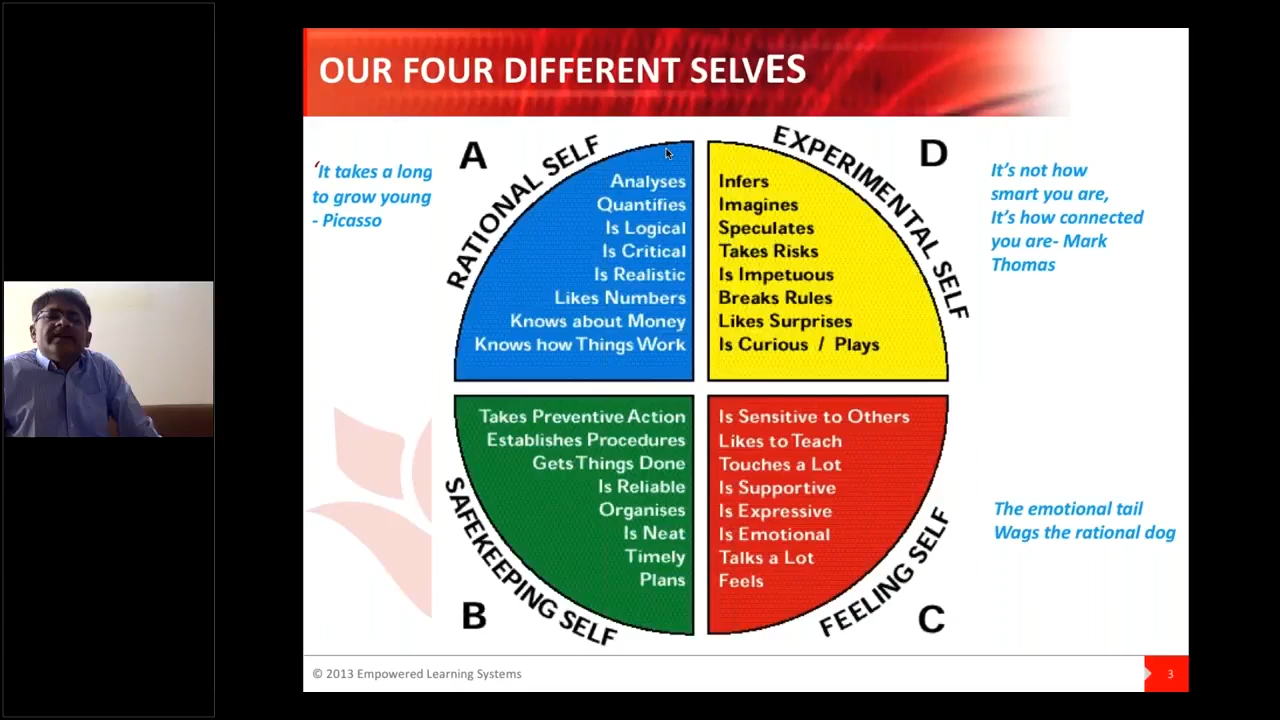 OUR FOUR DIFFERENT SELVES
‘It takes a long
to grow young
- Picasso
A
RATIONAL SELF
Analyses
Quantifies
Is Logical
Is Critical
Is Realistic
Likes Numbers
Knows about Money
Knows how Things Work
D
EXPERIMENTAL SELF
Infers
Imagines
Speculates
Takes Risks
Is Impetuous
Breaks Rules
Likes Surprises
Is Curious / Plays
It’s not how
smart you are,
It’s how connected
you are- Mark
Thomas
B
SAFEKEEPING SELF
Takes Preventive Action
Establishes Procedures
Gets Things Done
Is Reliable
Organises
Is Neat
Timely
Plans
C
FEELING SELF
Is Sensitive to Others
Likes to Teach
Touches a Lot
Is Supportive
Is Expressive
Is Emotional
Talks a Lot
Feels
The emotional tail
Wags the rational dog
© 2013 Empowered Learning Systems
3